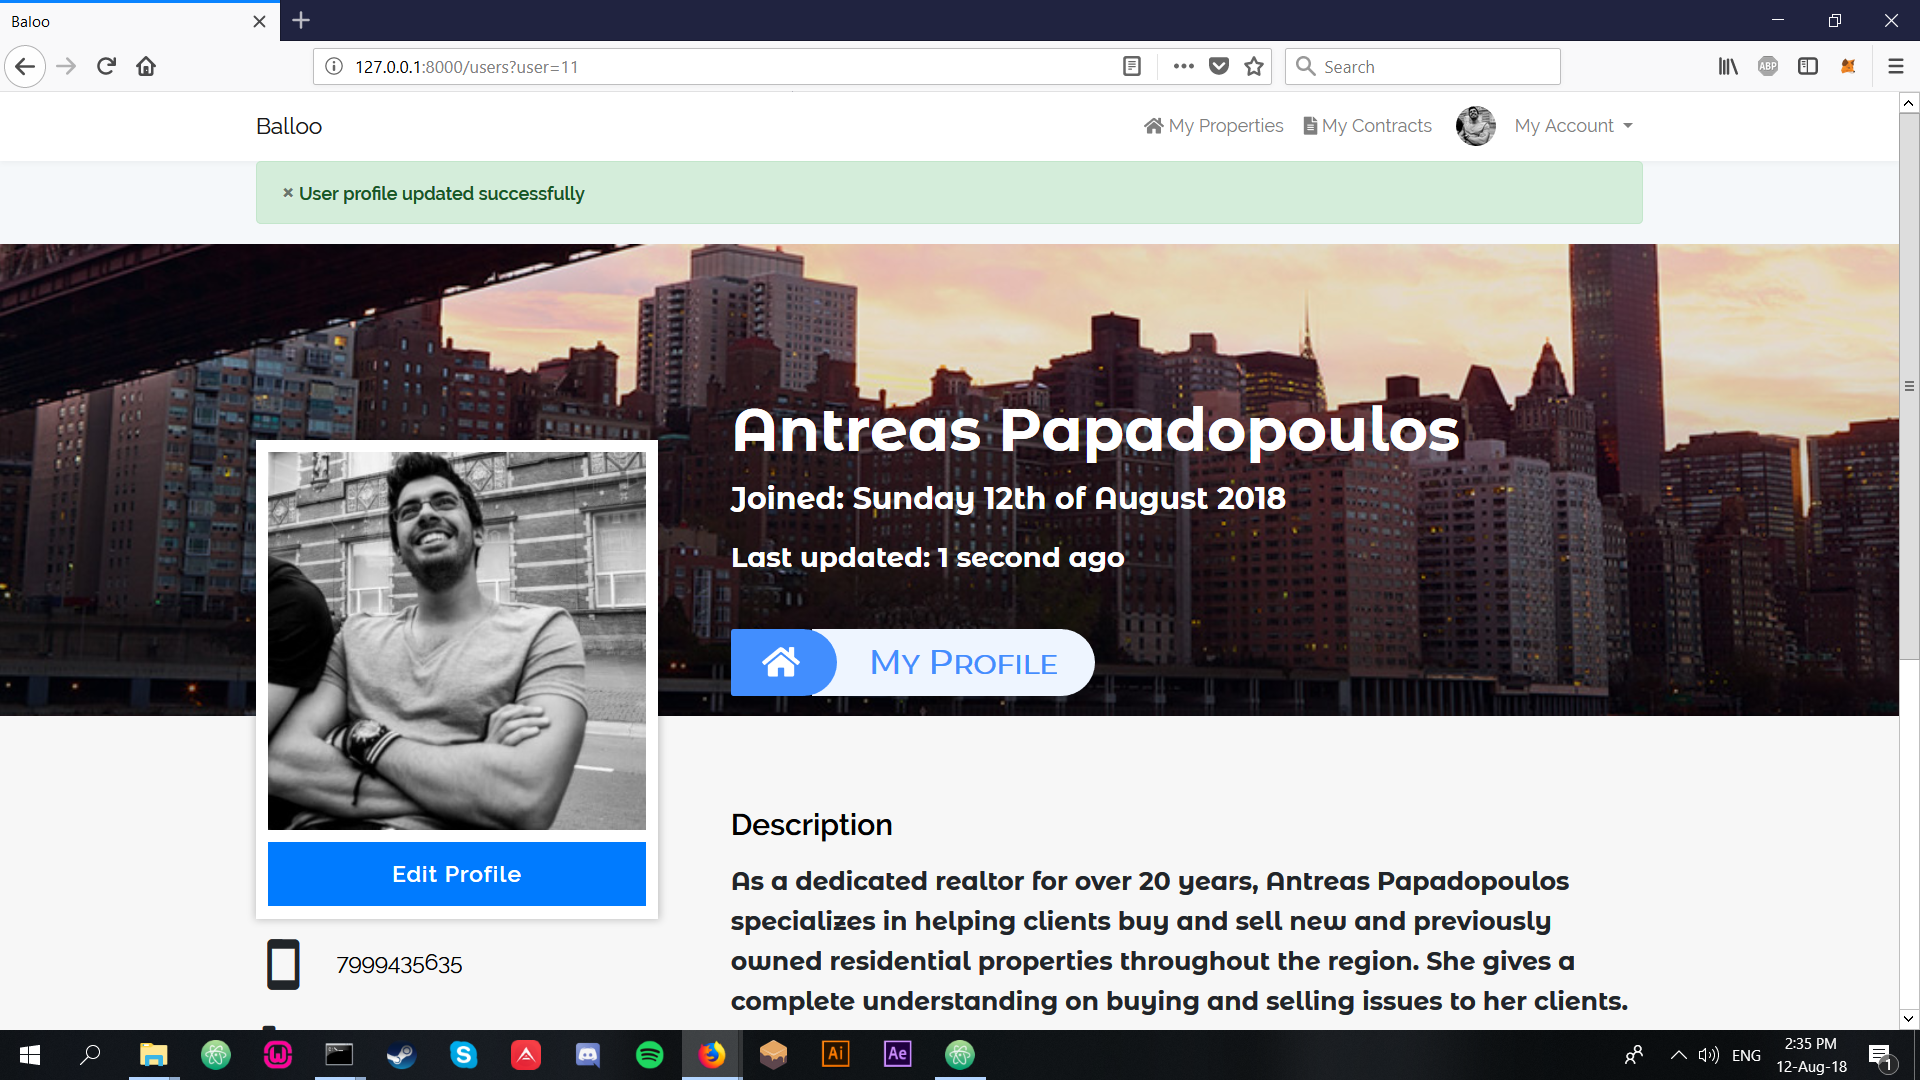 Baloo
127.0.0.1:8000/users?user=11
Search
ABP
Balloo
My Properties
My Contracts
My Account
× User profile updated successfully
Antreas Papadopoulos
Joined: Sunday 12th of August 2018
Last updated: 1 second ago
My Profile
Edit Profile
7999435635
Description
As a dedicated realtor for over 20 years, Antreas Papadopoulos
specializes in helping clients buy and sell new and previously
owned residential properties throughout the region. She gives a
complete understanding on buying and selling issues to her clients.
Ai
Ae
ENG
2:35 PM
12-Aug-18
1